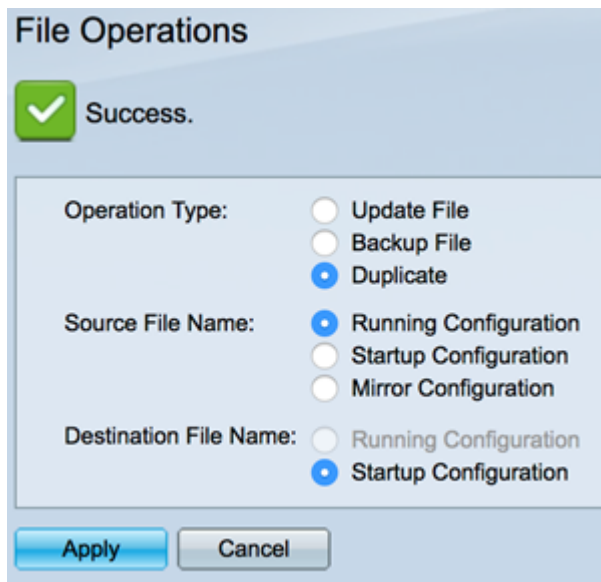 File Operations
Success.
Operation Type:
Update File
Backup File
Duplicate
Source File Name:
Running Configuration
Startup Configuration
Mirror Configuration
Destination File Name:
Running Configuration
Startup Configuration
Apply
Cancel